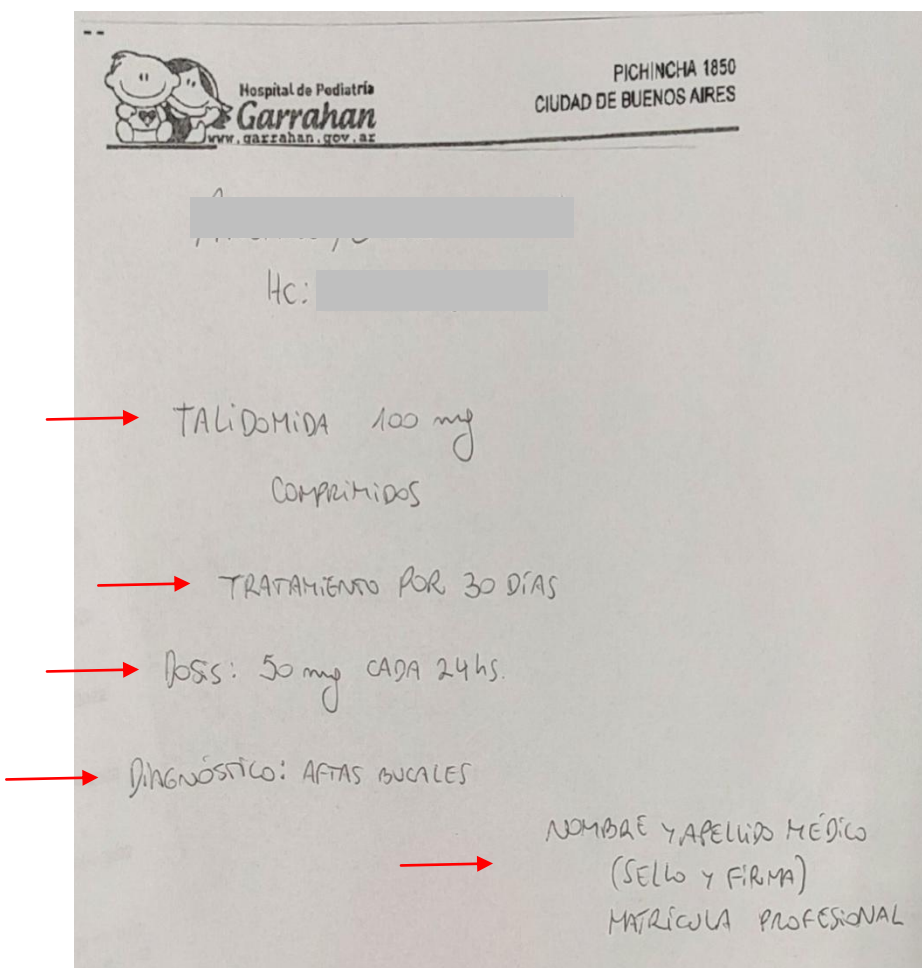 Hospital de Pediatría
Garrahan
www.garrahan.gov.ar
PICHINCHA 1850
CIUDAD DE BUENOS AIRES
HC:
TALIDOMIDA 100 mg
COMPRIMIDOS
TRATAMIENTO POR 30 DÍAS
DOSIS: 50 mg CADA 24hs.
DIAGNÓSTICO: AFTAS BUCALES
NOMBRE Y APELLIDO MÉDICO
(SELLO Y FIRMA)
MATRÍCULA PROFESIONAL